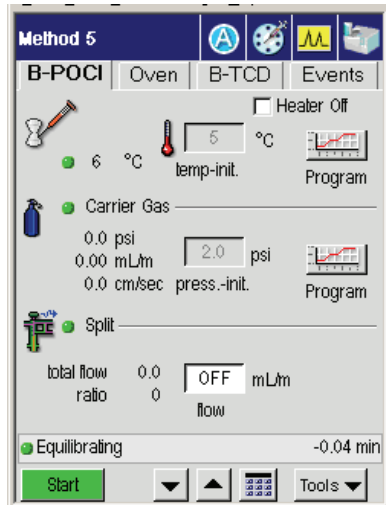 Method 5
B-POCI Oven B-TCD Events
Heater Off
6 °C 5 °C
temp-init. Program
Carrier Gas
0.0 psi
0.00 mL/m 2.0 psi
0.0 cm/sec press.-init. Program
Split
total flow 0.0 OFF mL/m
ratio 0 flow
Equilibrating -0.04 min
Start Tools